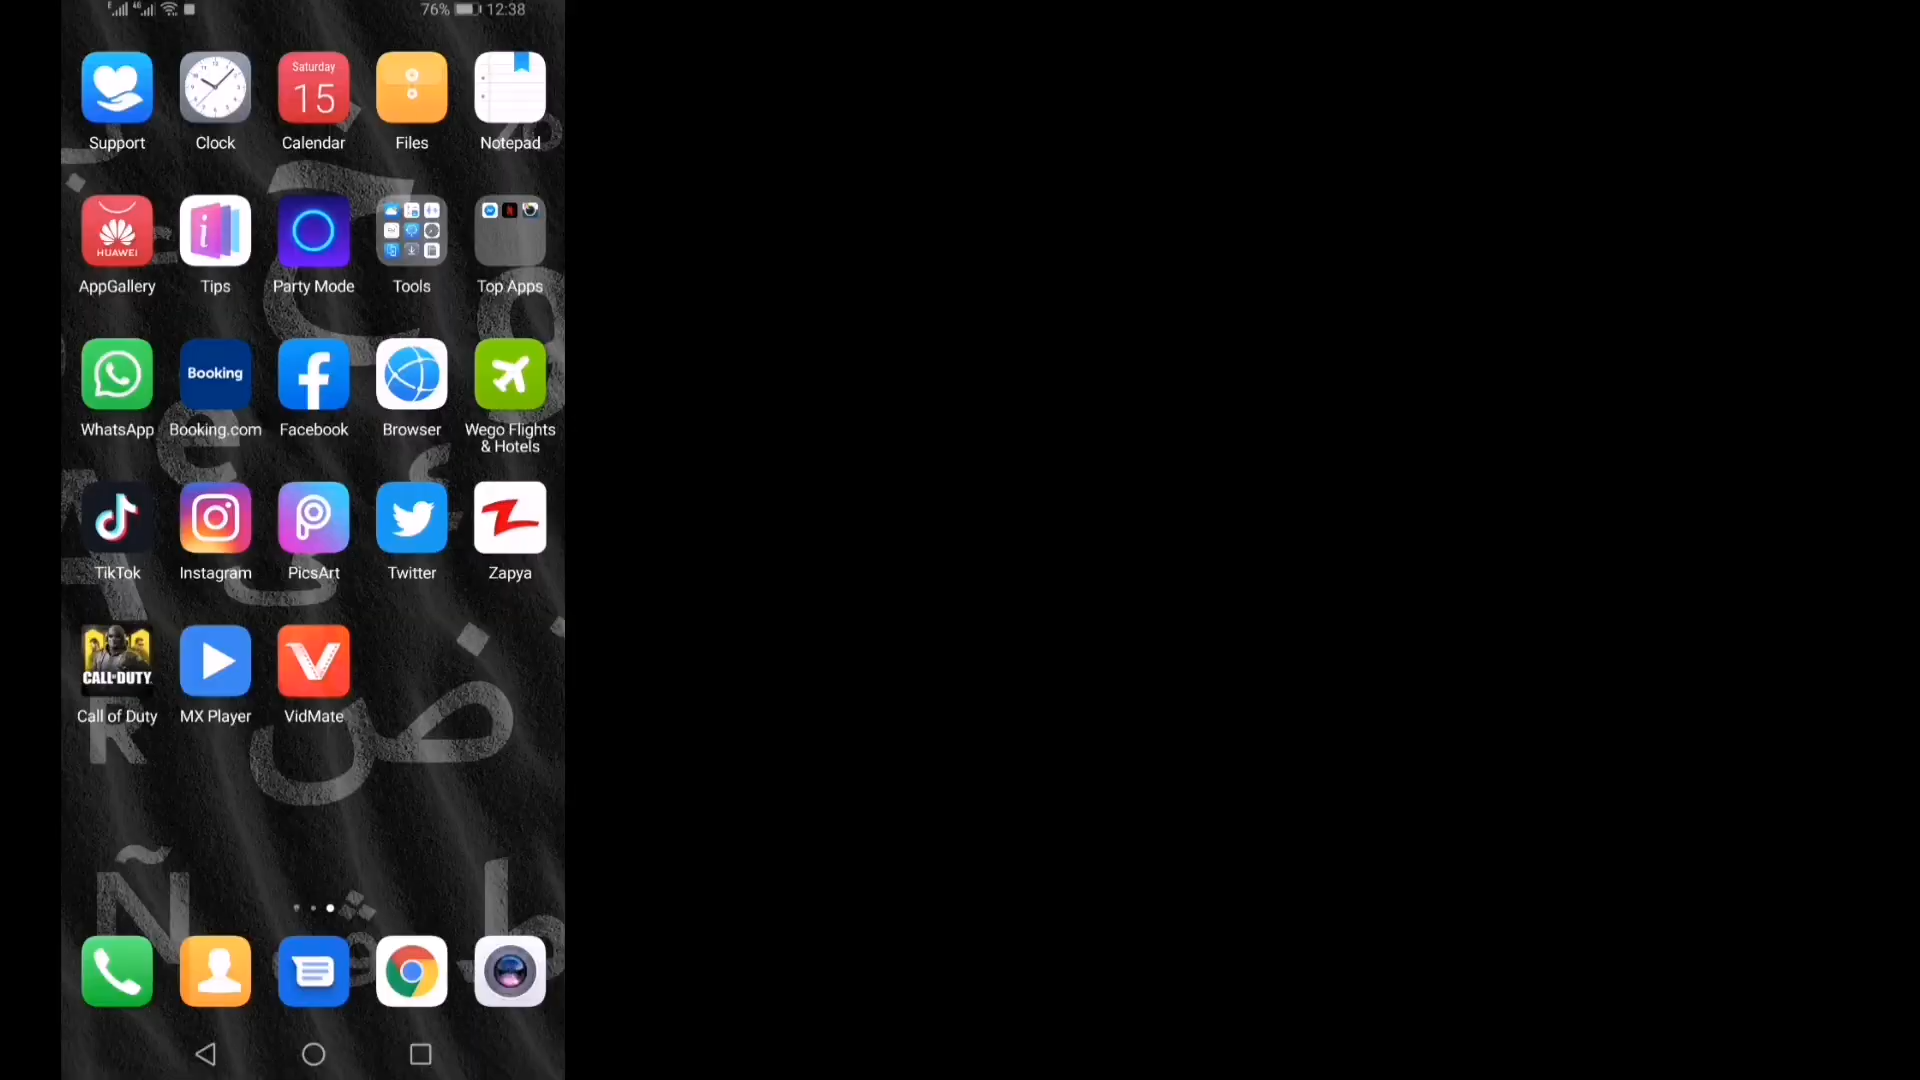 76% 12:38
Saturday
15
Support Clock Calendar Files Notepad
HUAWEI
AppGallery Tips Party Mode Tools Top Apps
Booking
WhatsApp Booking.com Facebook Browser Wego Flights
& Hotels
TikTok Instagram PicsArt Twitter Zapya
CALL OF DUTY
Call of Duty MX Player VidMate
R
ض
Ñ
ط